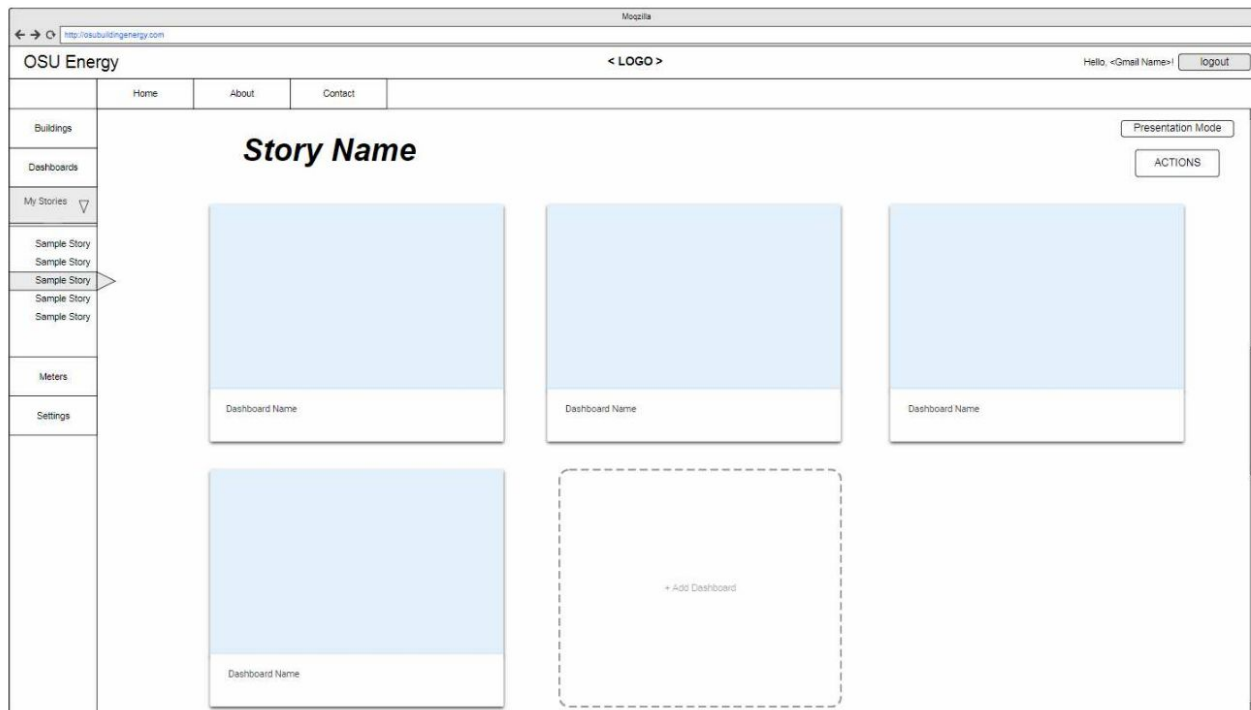 Moqzilla
http://osubuildingenergy.com
OSU Energy
< LOGO >
Hello, <Gmail Name>!
logout
Home
About
Contact
Buildings
Dashboards
My Stories
Sample Story
Sample Story
Sample Story
Sample Story
Sample Story
Meters
Settings
Story Name
Presentation Mode
ACTIONS
Dashboard Name
Dashboard Name
Dashboard Name
Dashboard Name
+ Add Dashboard